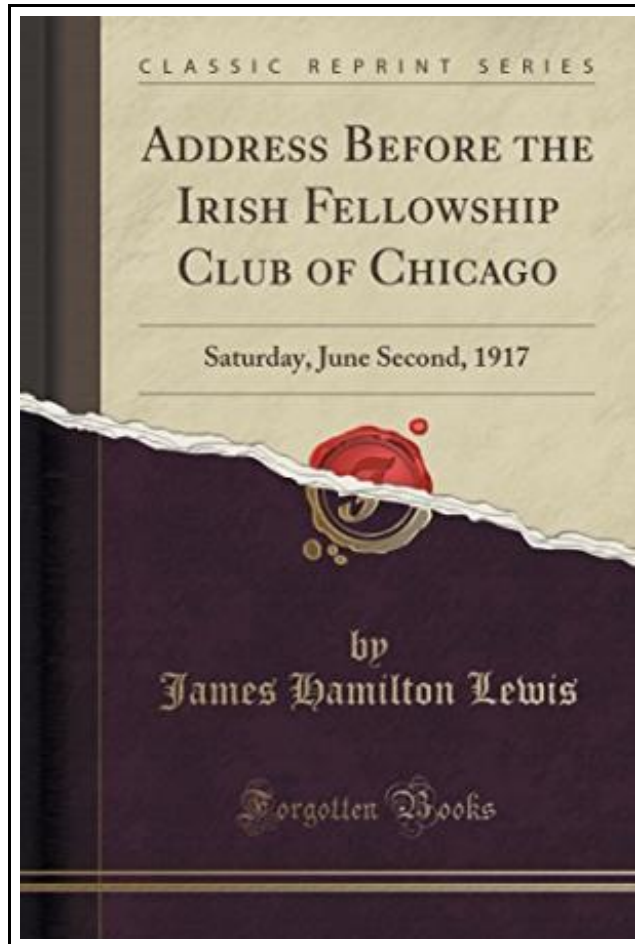 CLASSIC REPRINT SERIES
ADDRESS BEFORE THE
IRISH FELLOWSHIP
CLUB OF CHICAGO
Saturday, June Second, 1917
by
James Hamilton Lewis
Forgotten Books